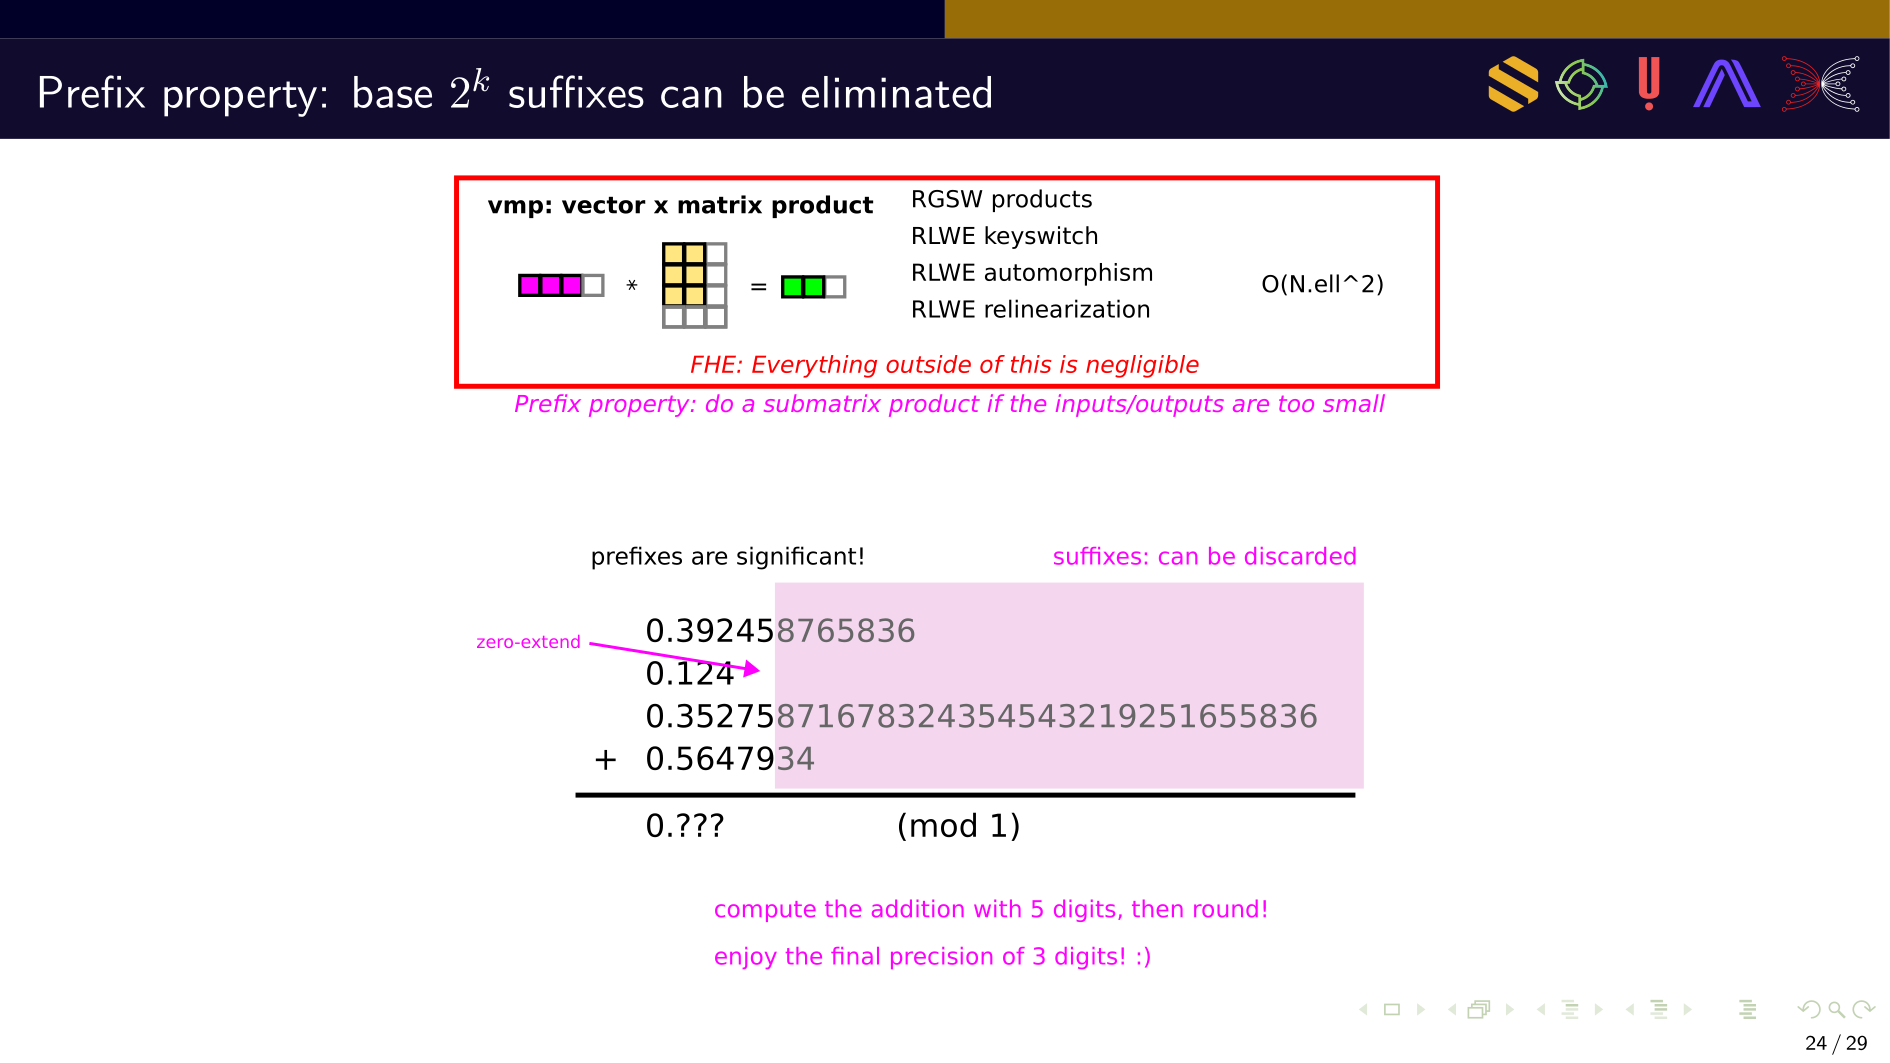 Prefix property: base 2^k suffixes can be eliminated
vmp: vector x matrix product
* =
RGSW products
RLWE keyswitch
RLWE automorphism
RLWE relinearization
O(N.ell^2)
FHE: Everything outside of this is negligible
Prefix property: do a submatrix product if the inputs/outputs are too small
prefixes are significant! suffixes: can be discarded
0.392458765836
zero-extend
0.124
0.35275871678324354543219251655836
+ 0.5647934
0.??? (mod 1)
compute the addition with 5 digits, then round!
enjoy the final precision of 3 digits! :)
24 / 29